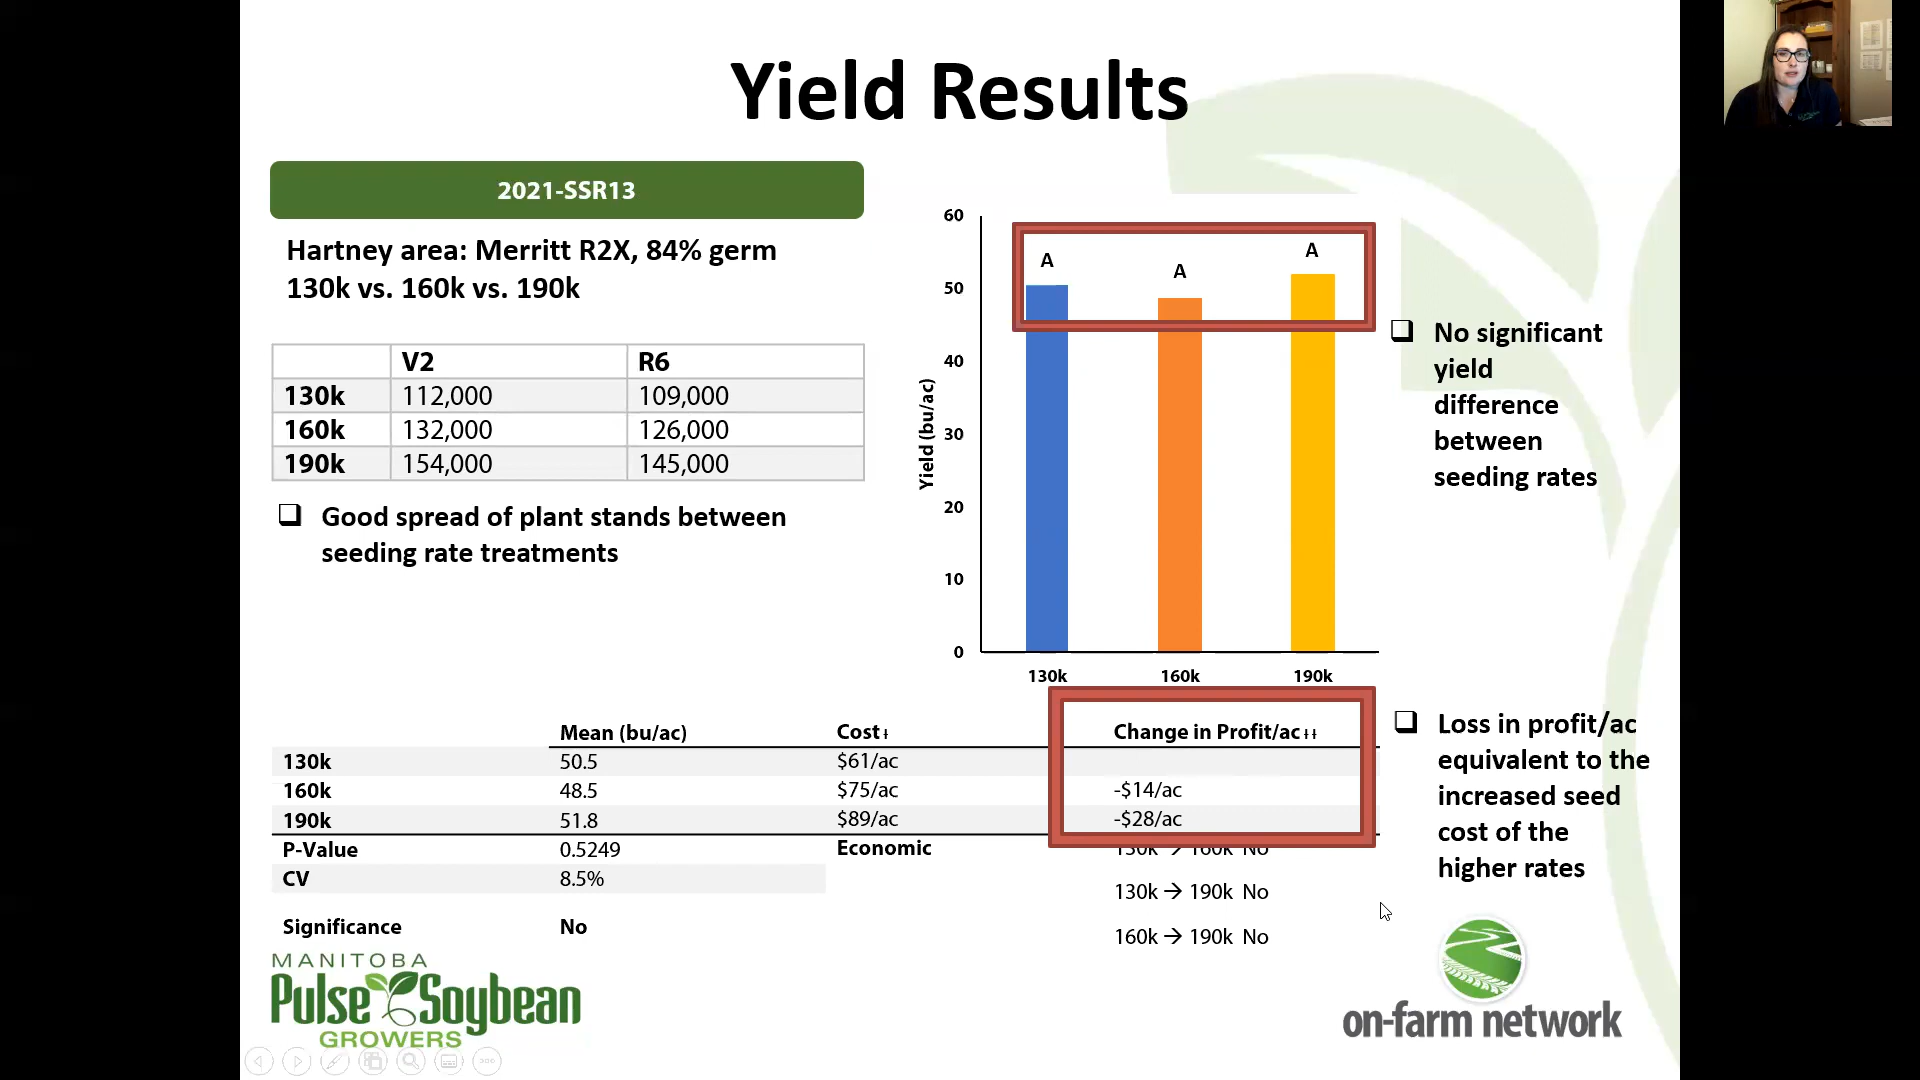 Yield Results
2021-SSR13
Hartney area: Merritt R2X, 84% germ
130k vs. 160k vs. 190k
V2 R6
130k 112,000 109,000
160k 132,000 126,000
190k 154,000 145,000
❑ Good spread of plant stands between
seeding rate treatments
Yield (bu/ac)
60
50
40
30
20
10
0
A A A
130k 160k 190k
❑ No significant
yield
difference
between
seeding rates
Mean (bu/ac) Cost ƚ Change in Profit/ac ƚ ƚ
130k 50.5 $61/ac
160k 48.5 $75/ac -$14/ac
190k 51.8 $89/ac -$28/ac
P-Value 0.5249 Economic 130k → 160k No
CV 8.5%
130k → 190k No
Significance No
160k → 190k No
❑ Loss in profit/ac
equivalent to the
increased seed
cost of the
higher rates
MANITOBA
Pulse Soybean
GROWERS
on-farm network